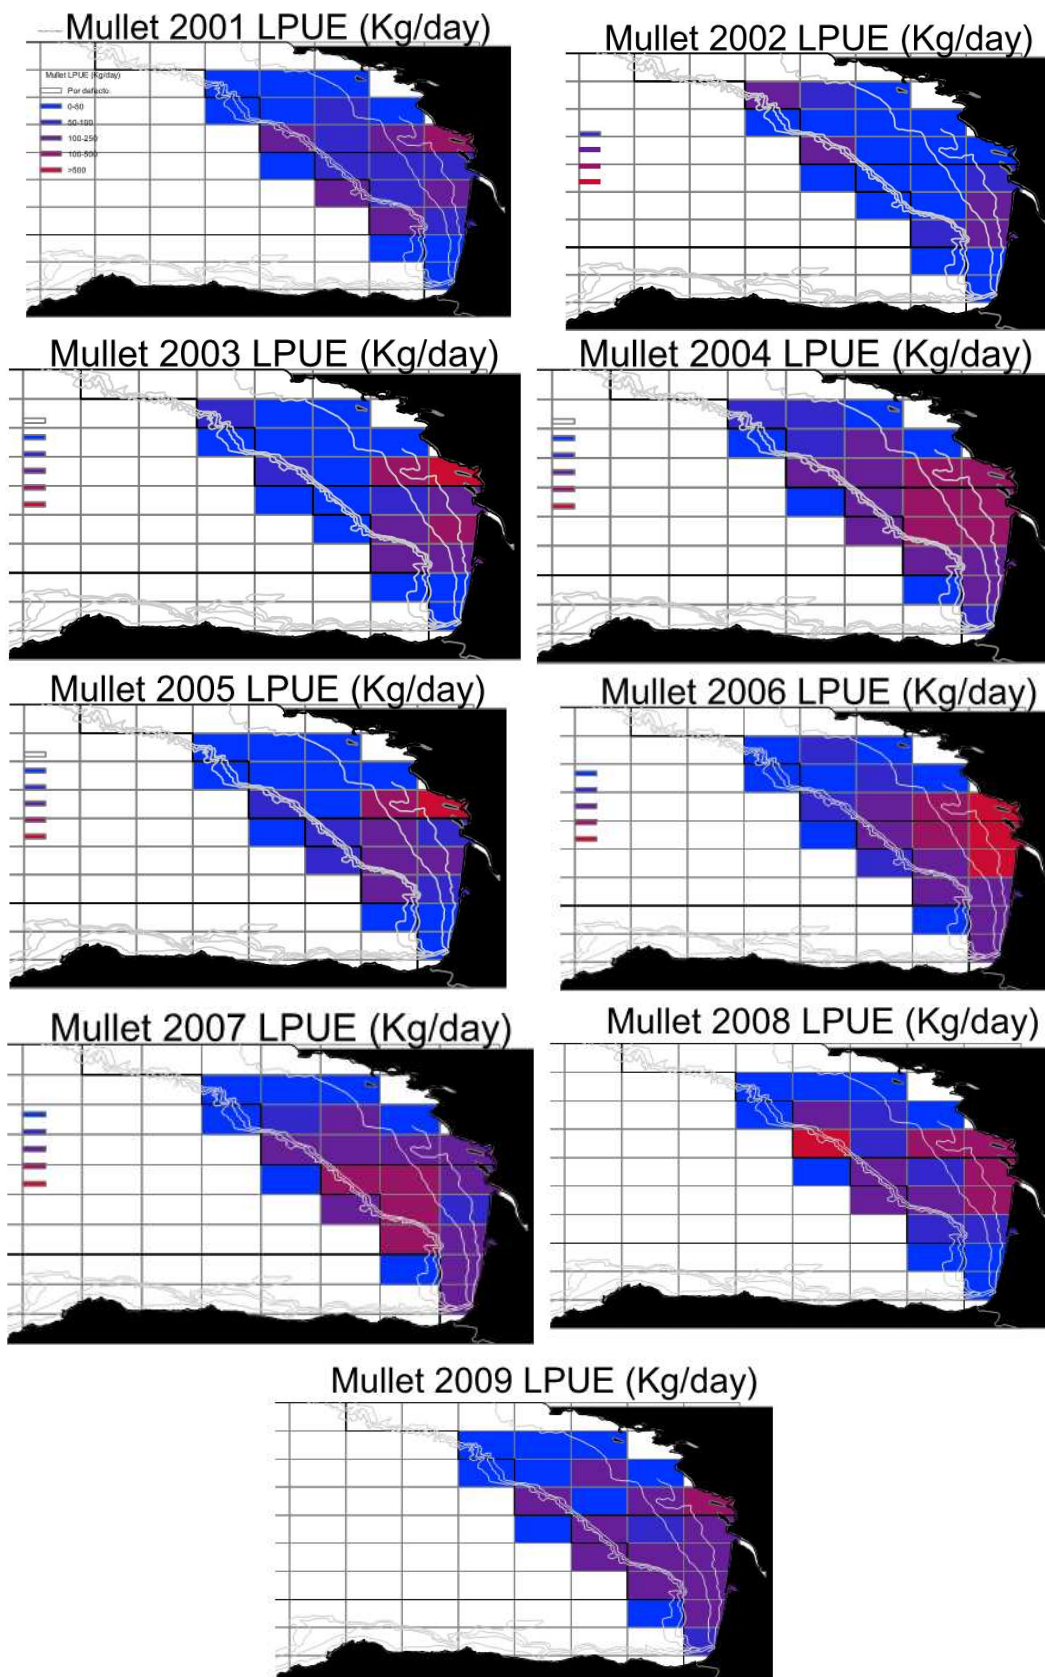 Mullet 2001 LPUE (Kg/day)
Mullet LPUE (Kg/day)
Por defecto
0-50
50-100
100-250
100-500
>500
Mullet 2002 LPUE (Kg/day)
Mullet 2003 LPUE (Kg/day)
Mullet 2004 LPUE (Kg/day)
Mullet 2005 LPUE (Kg/day)
Mullet 2006 LPUE (Kg/day)
Mullet 2007 LPUE (Kg/day)
Mullet 2008 LPUE (Kg/day)
Mullet 2009 LPUE (Kg/day)